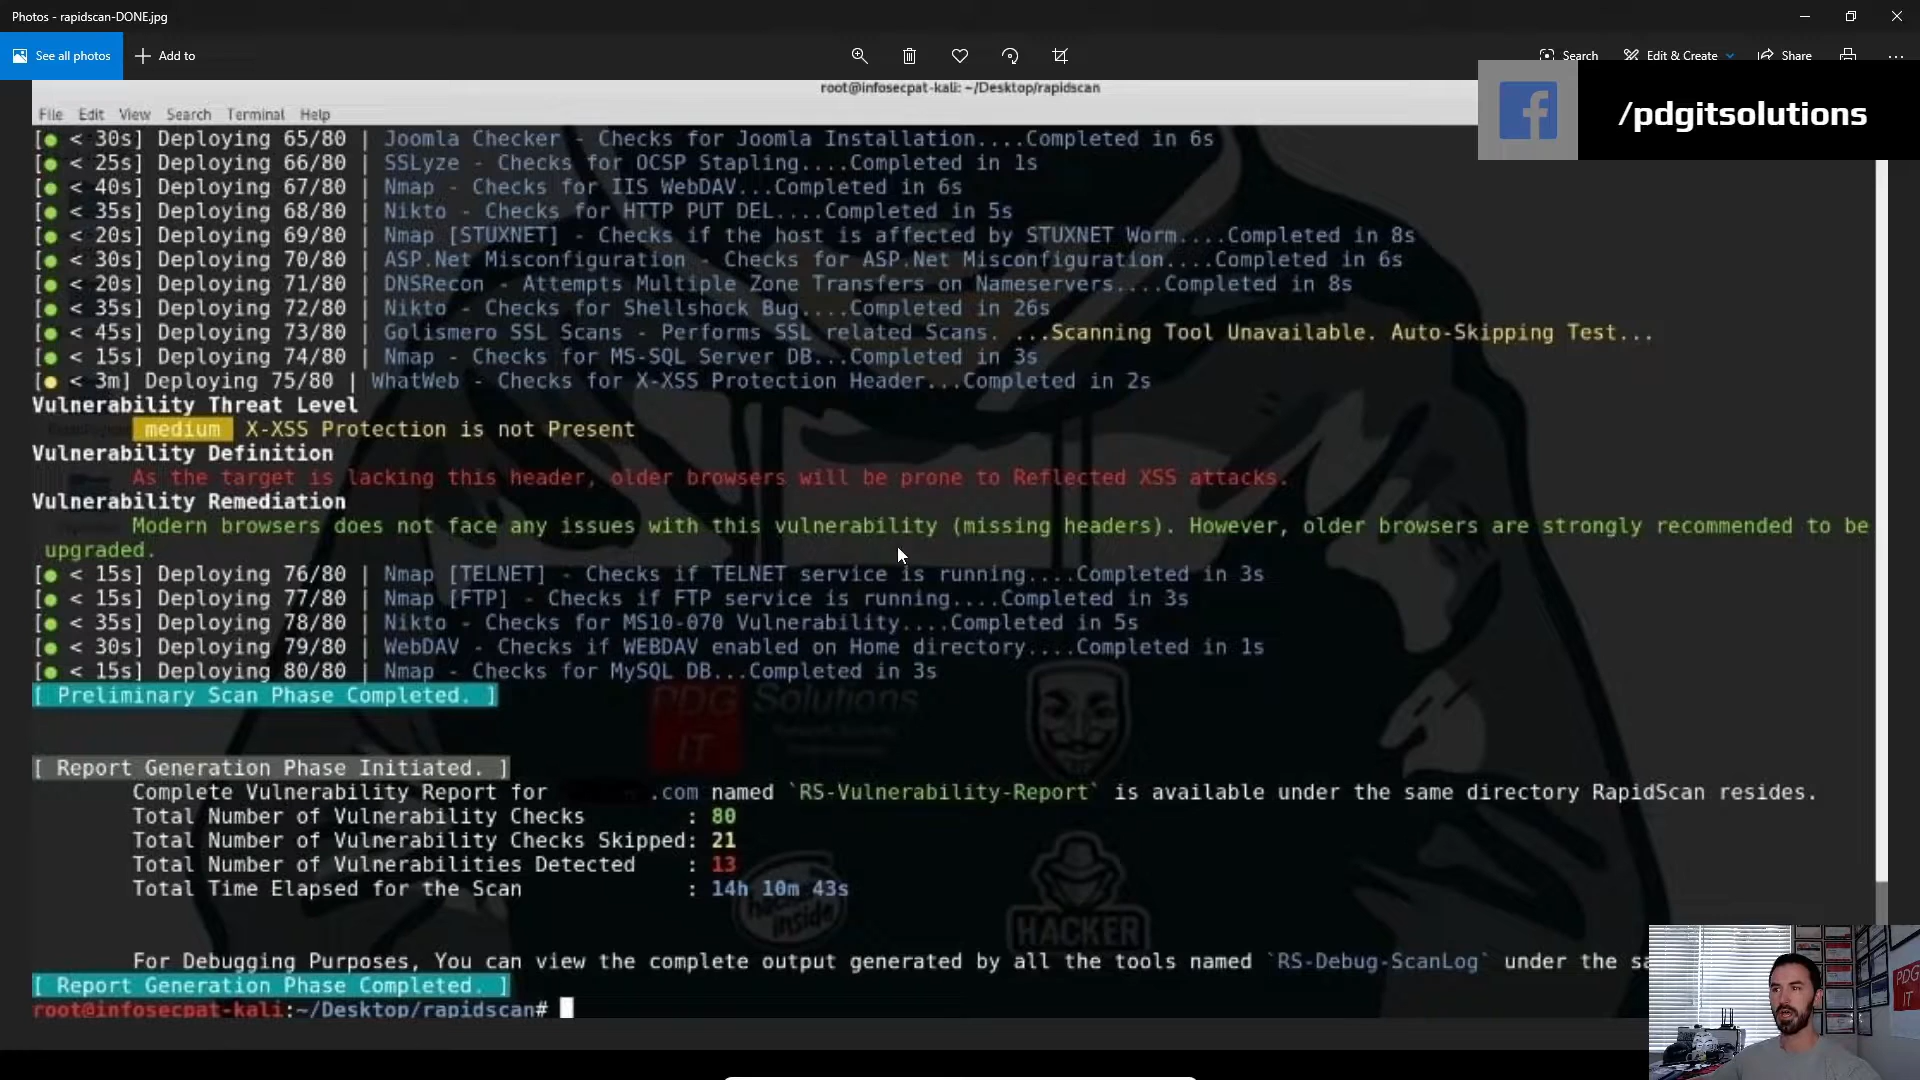 Photos - rapidscan-DONE.jpg
See all photos
Add to
Search
Edit & Create
Share
/pdgitsolutions
root@infosecpat-kali: ~/Desktop/rapidscan
File Edit View Search Terminal Help
[● < 30s] Deploying 65/80 | Joomla Checker - Checks for Joomla Installation....Completed in 6s
[● < 25s] Deploying 66/80 | SSLyze - Checks for OCSP Stapling....Completed in 1s
[● < 40s] Deploying 67/80 | Nmap - Checks for IIS WebDAV...Completed in 6s
[● < 35s] Deploying 68/80 | Nikto - Checks for HTTP PUT DEL....Completed in 5s
[● < 20s] Deploying 69/80 | Nmap [STUXNET] - Checks if the host is affected by STUXNET Worm....Completed in 8s
[● < 30s] Deploying 70/80 | ASP.Net Misconfiguration - Checks for ASP.Net Misconfiguration....Completed in 6s
[● < 20s] Deploying 71/80 | DNSRecon - Attempts Multiple Zone Transfers on Nameservers....Completed in 8s
[● < 35s] Deploying 72/80 | Nikto - Checks for Shellshock Bug....Completed in 26s
[● < 45s] Deploying 73/80 | Golismero SSL Scans - Performs SSL related Scans. ...Scanning Tool Unavailable. Auto-Skipping Test...
[● < 15s] Deploying 74/80 | Nmap - Checks for MS-SQL Server DB...Completed in 3s
[● < 3m] Deploying 75/80 | WhatWeb - Checks for X-XSS Protection Header...Completed in 2s
Vulnerability Threat Level
medium X-XSS Protection is not Present
Vulnerability Definition
As the target is lacking this header, older browsers will be prone to Reflected XSS attacks.
Vulnerability Remediation
Modern browsers does not face any issues with this vulnerability (missing headers). However, older browsers are strongly recommended to be
upgraded.
[● < 15s] Deploying 76/80 | Nmap [TELNET] - Checks if TELNET service is running....Completed in 3s
[● < 15s] Deploying 77/80 | Nmap [FTP] - Checks if FTP service is running....Completed in 3s
[● < 35s] Deploying 78/80 | Nikto - Checks for MS10-070 Vulnerability....Completed in 5s
[● < 30s] Deploying 79/80 | WebDAV - Checks if WEBDAV enabled on Home directory....Completed in 1s
[● < 15s] Deploying 80/80 | Nmap - Checks for MySQL DB...Completed in 3s
[ Preliminary Scan Phase Completed. ]
PDG IT Solutions
[ Report Generation Phase Initiated. ]
Complete Vulnerability Report for .com named `RS-Vulnerability-Report` is available under the same directory RapidScan resides.
Total Number of Vulnerability Checks : 80
Total Number of Vulnerability Checks Skipped: 21
Total Number of Vulnerabilities Detected : 13
Total Time Elapsed for the Scan : 14h 10m 43s
hacker inside
HACKER
For Debugging Purposes, You can view the complete output generated by all the tools named `RS-Debug-ScanLog` under the
[ Report Generation Phase Completed. ]
root@infosecpat-kali:~/Desktop/rapidscan#
PDG
IT